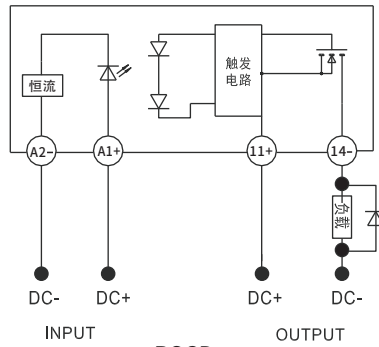 触发
电路
恒流
A2-
A1+
11+
14-
负载
DC-
DC+
DC+
DC-
INPUT
OUTPUT